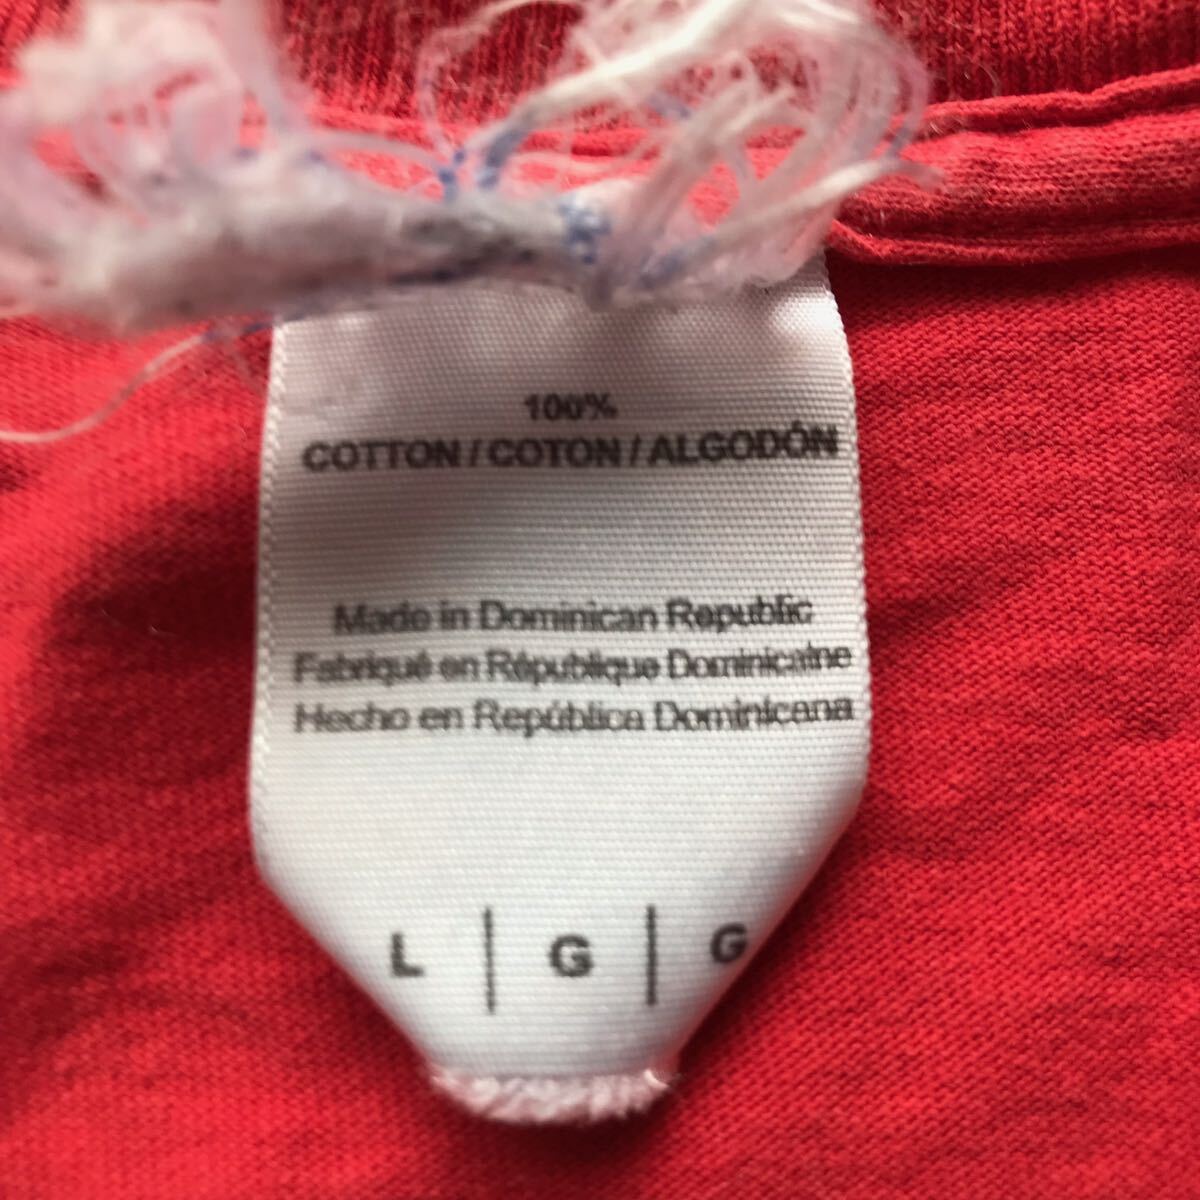 100%
COTTON / COTON / ALGODÓN
Made in Dominican Republic
Fabriqué en République Dominicaine
Hecho en República Dominicana
L | G | G